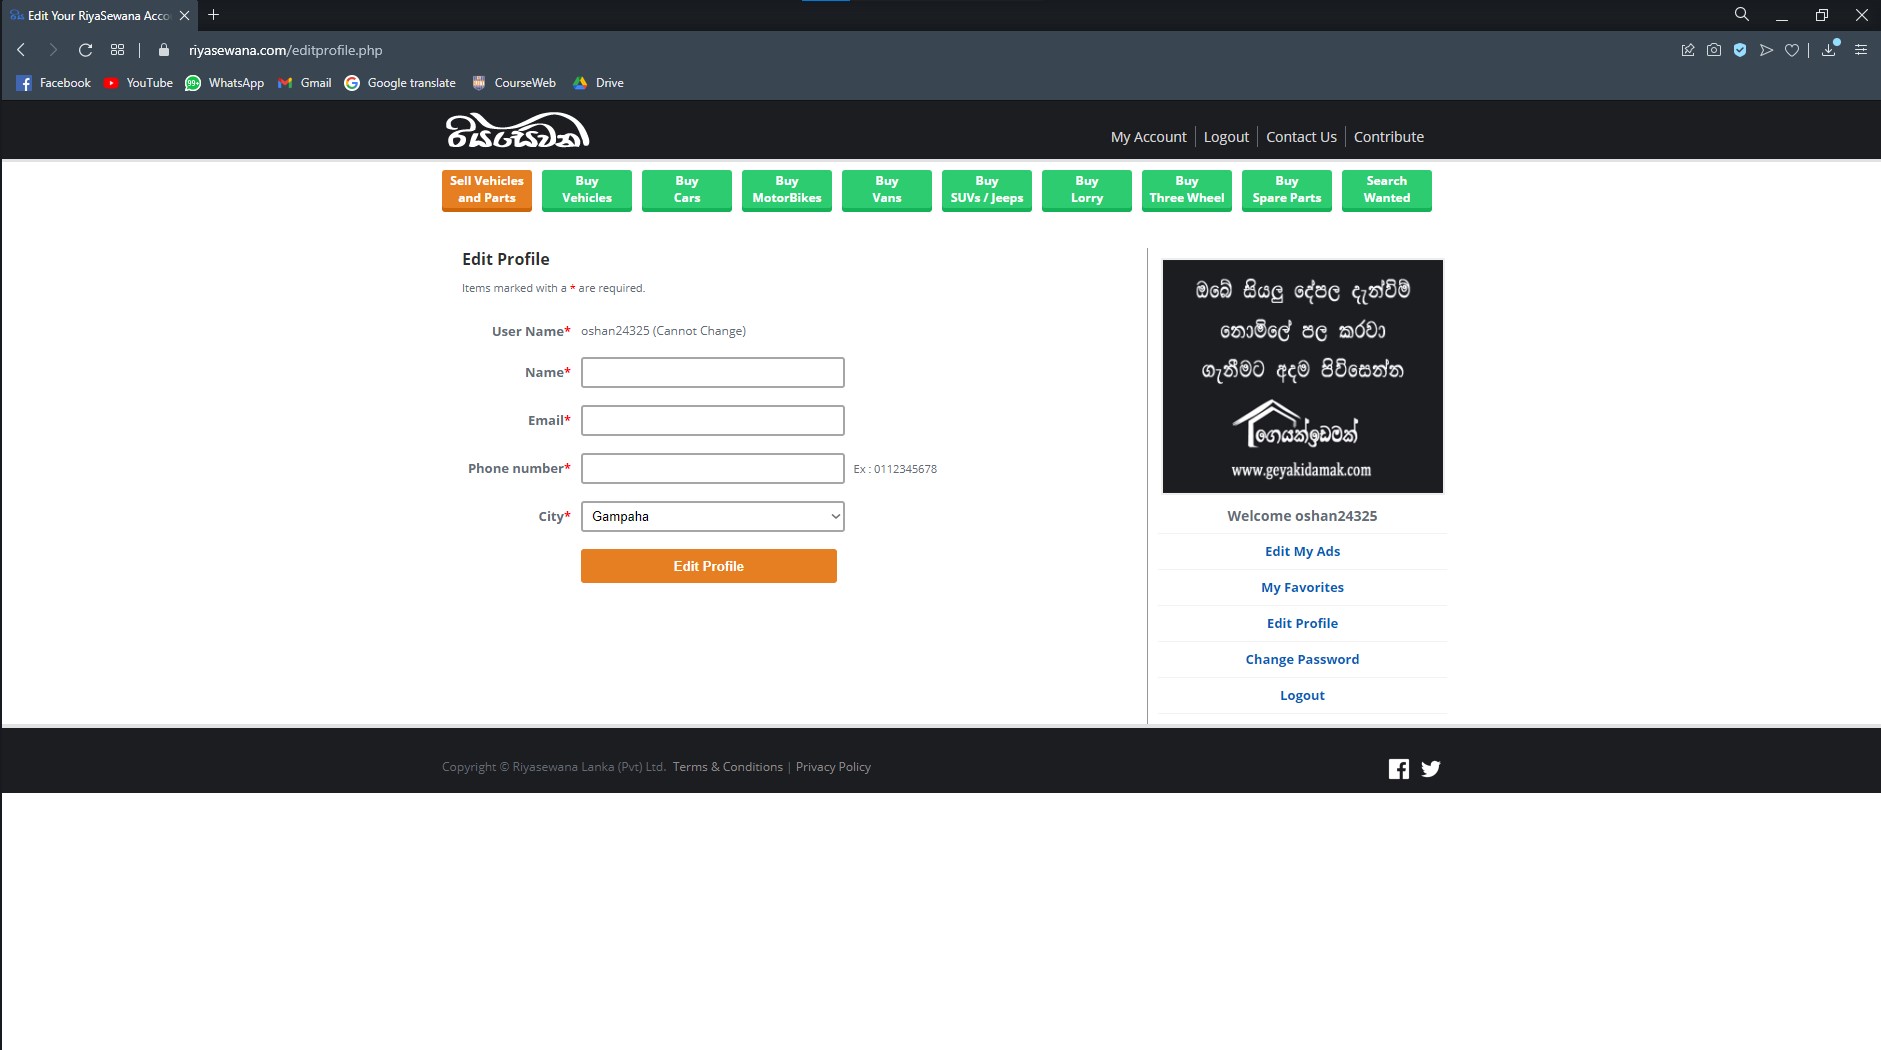 Edit Your RiyaSewana Acco
riyasewana.com/editprofile.php
Facebook YouTube 99+ WhatsApp Gmail Google translate CourseWeb Drive
රියසෙවන
My Account Logout Contact Us Contribute
Sell Vehicles and Parts
Buy Vehicles
Buy Cars
Buy MotorBikes
Buy Vans
Buy SUVs / Jeeps
Buy Lorry
Buy Three Wheel
Buy Spare Parts
Search Wanted
Edit Profile
Items marked with a * are required.
User Name* oshan24325 (Cannot Change)
Name*
Email*
Phone number* Ex : 0112345678
City* Gampaha
Edit Profile
ඔබේ සියලු දේපල දැන්වීම්
නොමිලේ පල කරවා
ගැනීමට අදම පිවිසෙන්න
ගෙයක්ඉඩමක්
www.geyakidamak.com
Welcome oshan24325
Edit My Ads
My Favorites
Edit Profile
Change Password
Logout
Copyright © Riyasewana Lanka (Pvt) Ltd. Terms & Conditions | Privacy Policy